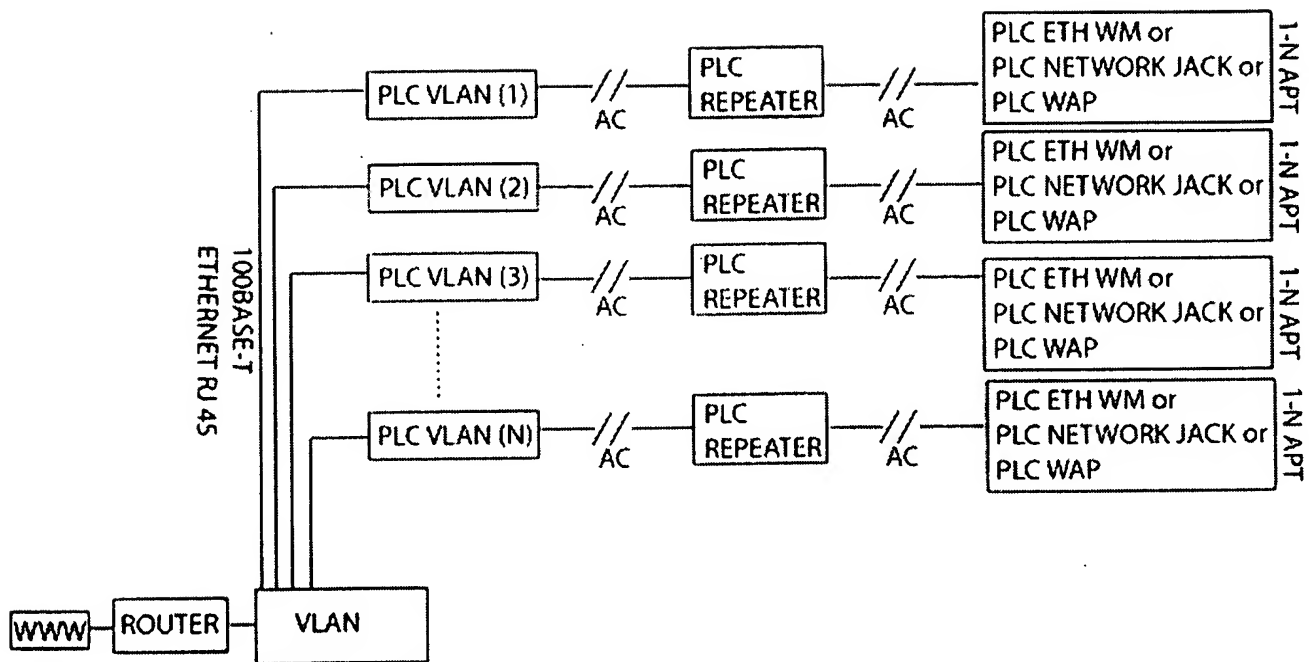 PLC VLAN (1)
AC
PLC
REPEATER
AC
PLC ETH WM or
PLC NETWORK JACK or
PLC WAP
1-N APT
PLC VLAN (2)
AC
PLC
REPEATER
AC
PLC ETH WM or
PLC NETWORK JACK or
PLC WAP
1-N APT
PLC VLAN (3)
AC
PLC
REPEATER
AC
PLC ETH WM or
PLC NETWORK JACK or
PLC WAP
1-N APT
PLC VLAN (N)
AC
PLC
REPEATER
AC
PLC ETH WM or
PLC NETWORK JACK or
PLC WAP
1-N APT
100BASE-T
ETHERNET RJ 45
WWW
ROUTER
VLAN